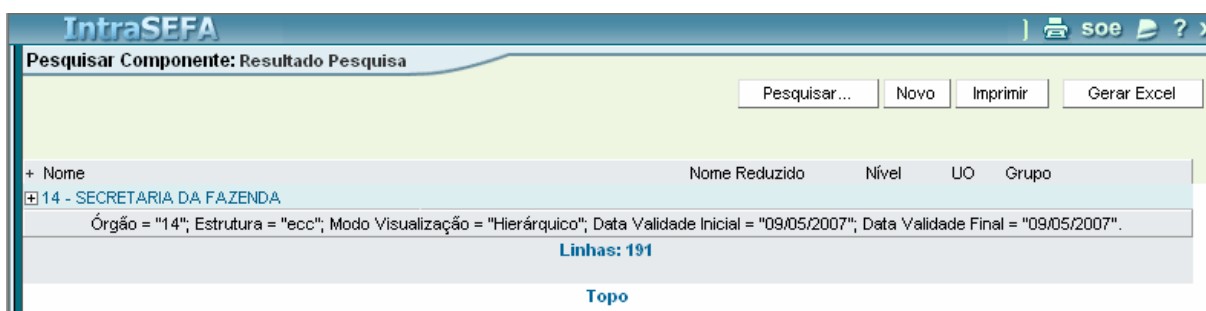 IntraSEFA soe ?
Pesquisar Componente: Resultado Pesquisa
Pesquisar... Novo Imprimir Gerar Excel
+ Nome Nome Reduzido Nível UO Grupo
+ 14 - SECRETARIA DA FAZENDA
Órgão = "14"; Estrutura = "ecc"; Modo Visualização = "Hierárquico"; Data Validade Inicial = "09/05/2007"; Data Validade Final = "09/05/2007".
Linhas: 191
Topo